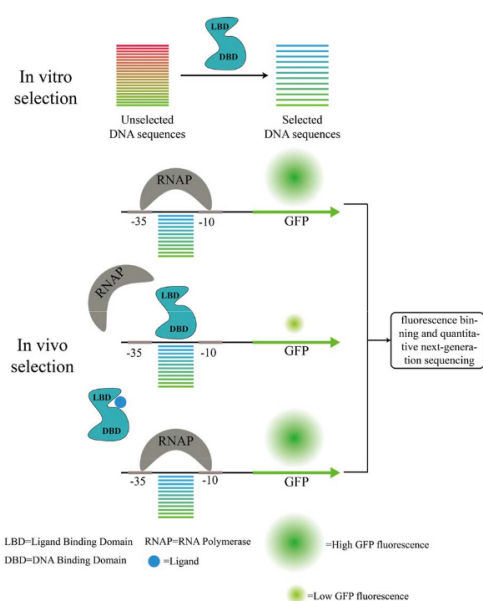 LBD
DBD
In vitro
selection
Unselected
DNA sequences
Selected
DNA sequences
RNAP
-35
-10
GFP
RNAP
LBD
DBD
-35
-10
GFP
In vivo
selection
fluorescence bin-
ning and quantita-
tive next-genera-
tion sequencing
LBD
DBD
RNAP
-35
-10
GFP
LBD=Ligand Binding Domain
RNAP=RNA Polymerase
=High GFP fluorescence
DBD=DNA Binding Domain
=Ligand
=Low GFP fluorescence